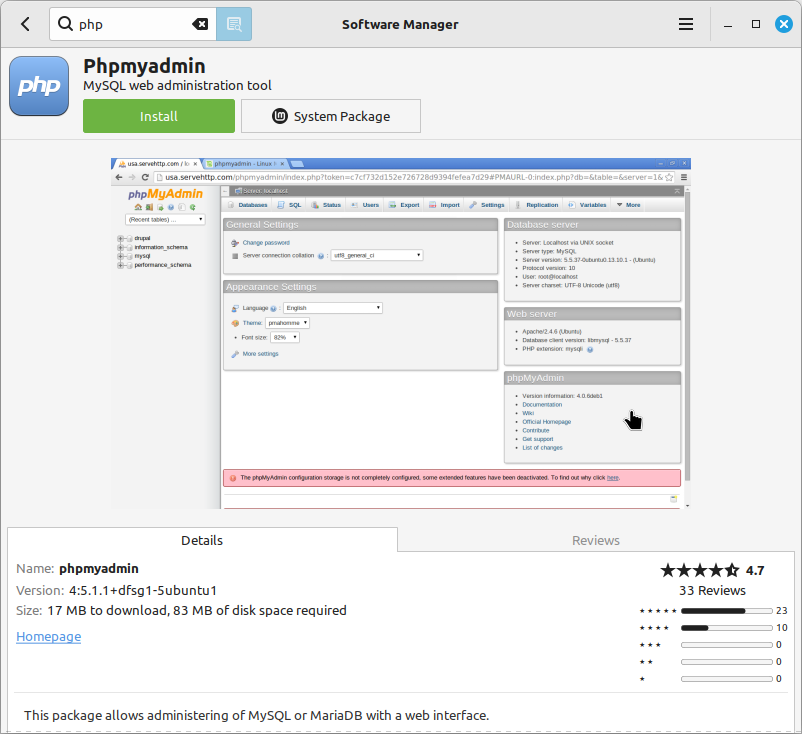 php
Software Manager
php
Phpmyadmin
MySQL web administration tool
Install
System Package
usa.servehttp.com / lo
phpmyadmin - Linux M
usa.servehttp.com/phpmyadmin/index.php?token=c7cf732d152e726728d9394fefea7d29#PMAURL-0:index.php?db=&table=&server=1&
phpMyAdmin
(Recent tables) ...
drupal
information_schema
mysql
performance_schema
Server: localhost
Databases SQL Status Users Export Import Settings Replication Variables More
General Settings
Change password
Server connection collation : utf8_general_ci
Appearance Settings
Language : English
Theme: pmahomme
Font size: 82%
More settings
Database server
Server: Localhost via UNIX socket
Server type: MySQL
Server version: 5.5.37-0ubuntu0.13.10.1 - (Ubuntu)
Protocol version: 10
User: root@localhost
Server charset: UTF-8 Unicode (utf8)
Web server
Apache/2.4.6 (Ubuntu)
Database client version: libmysql - 5.5.37
PHP extension: mysqli
phpMyAdmin
Version information: 4.0.6deb1
Documentation
Wiki
Official Homepage
Contribute
Get support
List of changes
The phpMyAdmin configuration storage is not completely configured, some extended features have been deactivated. To find out why click here.
Details
Reviews
Name: phpmyadmin
Version: 4:5.1.1+dfsg1-5ubuntu1
Size: 17 MB to download, 83 MB of disk space required
Homepage
4.7
33 Reviews
23
10
0
0
0
This package allows administering of MySQL or MariaDB with a web interface.